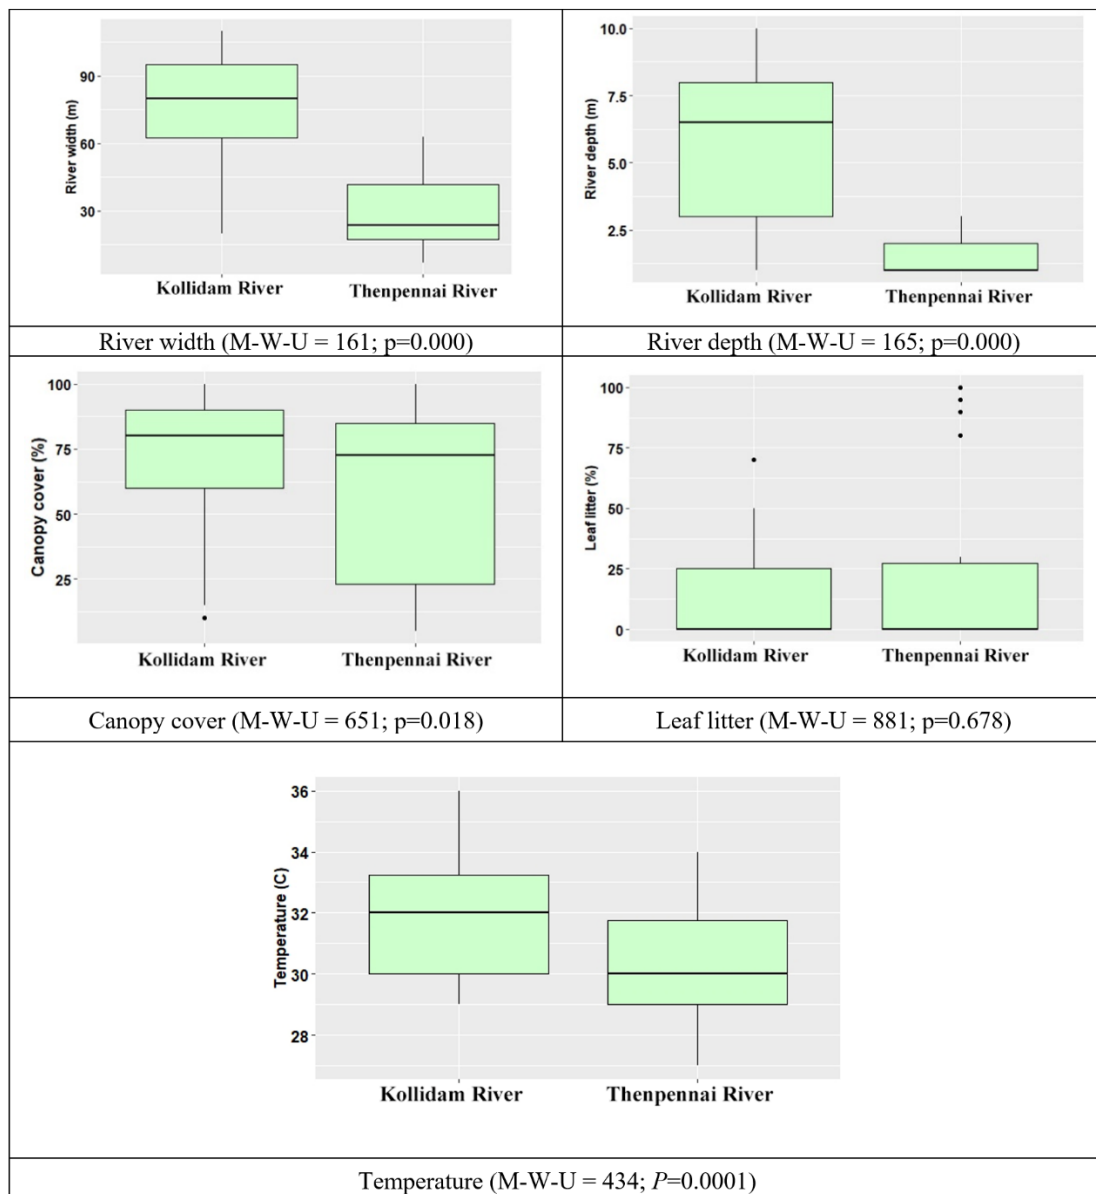 River width (m)
90
60
30
Kollidam River Thenpennai River
River width (M-W-U = 161; p=0.000)
River depth (m)
10.0
7.5
5.0
2.5
Kollidam River Thenpennai River
River depth (M-W-U = 165; p=0.000)
Canopy cover (%)
100
75
50
25
Kollidam River Thenpennai River
Canopy cover (M-W-U = 651; p=0.018)
Leaf litter (%)
100
75
50
25
0
Kollidam River Thenpennai River
Leaf litter (M-W-U = 881; p=0.678)
Temperature (C)
36
34
32
30
28
Kollidam River Thenpennai River
Temperature (M-W-U = 434; P=0.0001)